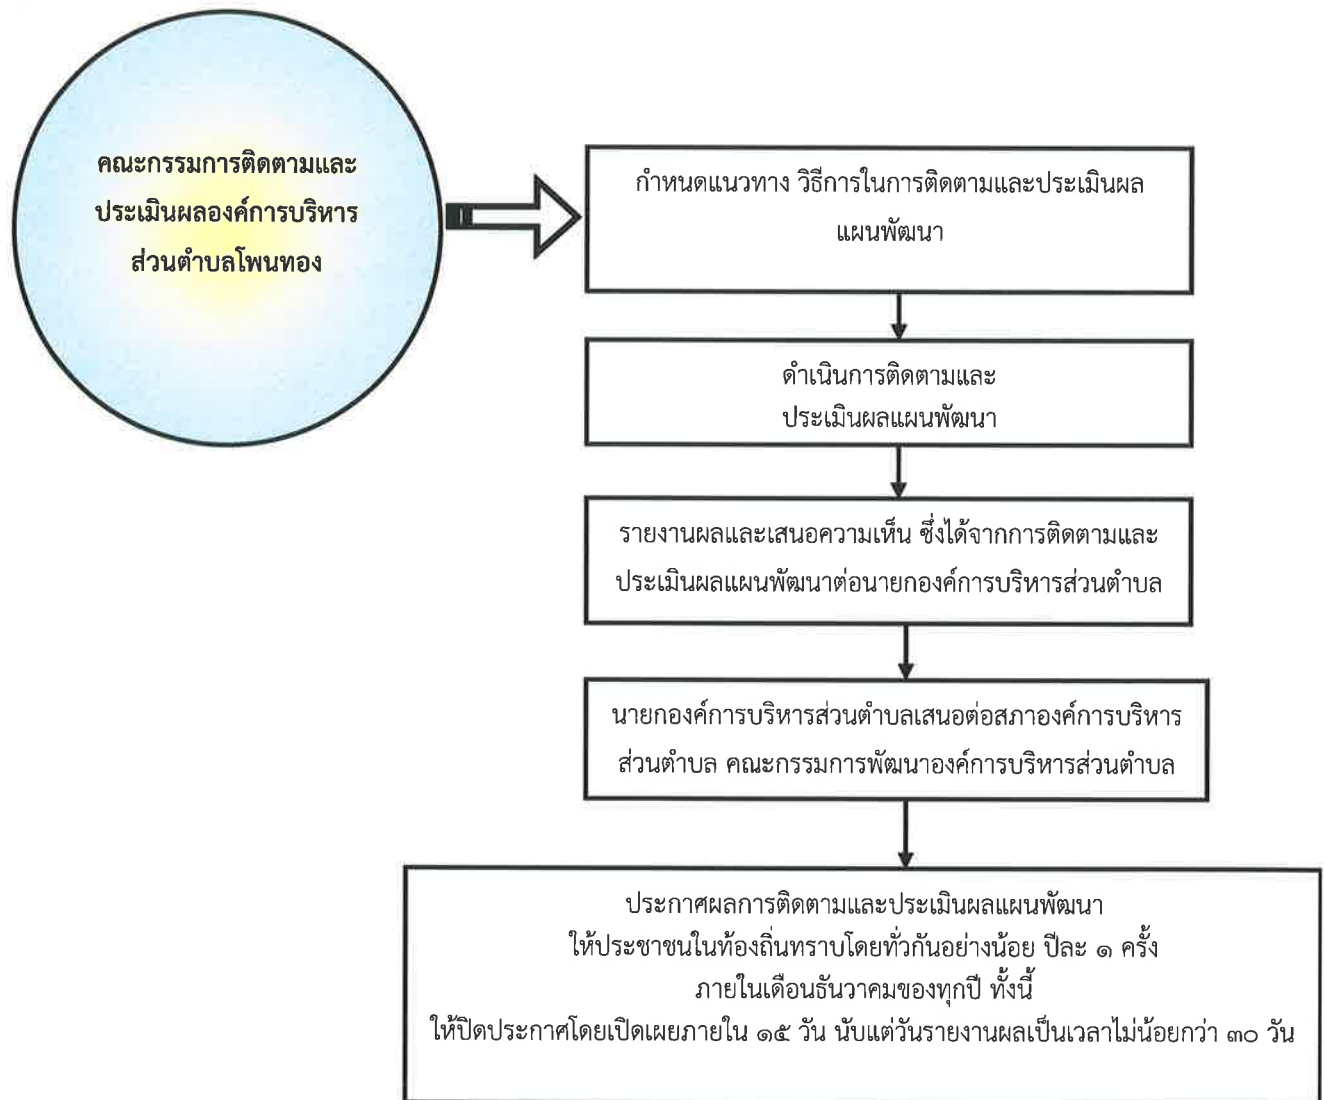 คณะกรรมการติดตามและ
ประเมินผลองค์การบริหาร
ส่วนตำบลโพนทอง
กำหนดแนวทาง วิธีการในการติดตามและประเมินผล
แผนพัฒนา
ดำเนินการติดตามและ
ประเมินผลแผนพัฒนา
รายงานผลและเสนอความเห็น ซึ่งได้จากการติดตามและ
ประเมินผลแผนพัฒนาต่อนายกองค์การบริหารส่วนตำบล
นายกองค์การบริหารส่วนตำบลเสนอต่อสภาองค์การบริหาร
ส่วนตำบล คณะกรรมการพัฒนาองค์การบริหารส่วนตำบล
ประกาศผลการติดตามและประเมินผลแผนพัฒนา
ให้ประชาชนในท้องถิ่นทราบโดยทั่วกันอย่างน้อย ปีละ ๑ ครั้ง
ภายในเดือนธันวาคมของทุกปี ทั้งนี้
ให้ปิดประกาศโดยเปิดเผยภายใน ๑๕ วัน นับแต่วันรายงานผลเป็นเวลาไม่น้อยกว่า ๓๐ วัน